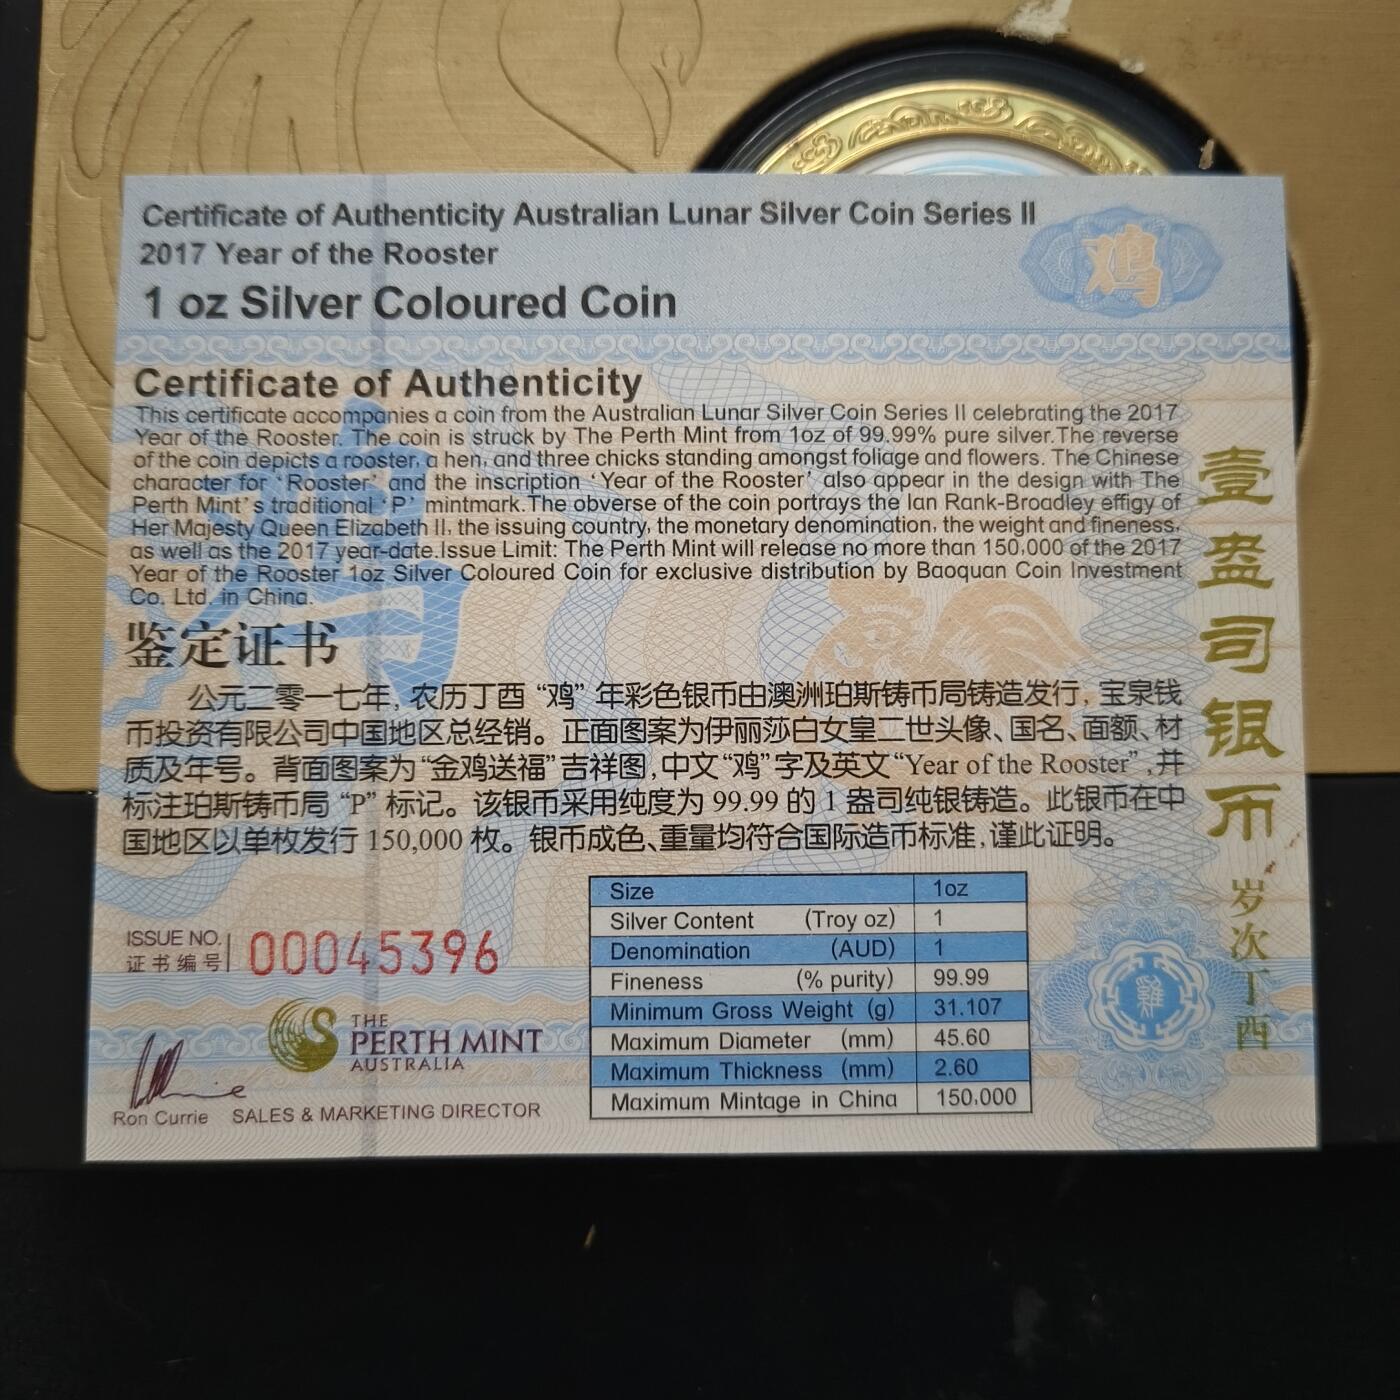 Certificate of Authenticity Australian Lunar Silver Coin Series II
2017 Year of the Rooster
1 oz Silver Coloured Coin
鸡
Certificate of Authenticity
This certificate accompanies a coin from the Australian Lunar Silver Coin Series II celebrating the 2017
Year of the Rooster. The coin is struck by The Perth Mint from 1oz of 99.99% pure silver.The reverse
of the coin depicts a rooster, a hen, and three chicks standing amongst foliage and flowers. The Chinese
character for ‘Rooster’ and the inscription ‘Year of the Rooster’ also appear in the design with The
Perth Mint’s traditional ‘P’ mintmark.The obverse of the coin portrays the Ian Rank-Broadley effigy of
Her Majesty Queen Elizabeth II, the issuing country, the monetary denomination, the weight and fineness,
as well as the 2017 year-date.Issue Limit: The Perth Mint will release no more than 150,000 of the 2017
Year of the Rooster 1oz Silver Coloured Coin for exclusive distribution by Baoquan Coin Investment
Co. Ltd. in China.
鉴定证书
公元二零一七年, 农历丁酉 “鸡” 年彩色银币由澳洲珀斯铸币局铸造发行, 宝泉钱
币投资有限公司中国地区总经销。正面图案为伊丽莎白女皇二世头像、国名、面额、材
质及年号。背面图案为“金鸡送福”吉祥图, 中文“鸡”字及英文“Year of the Rooster”, 并
标注珀斯铸币局 “P” 标记。该银币采用纯度为 99.99 的 1 盎司纯银铸造。此银币在中
国地区以单枚发行 150,000 枚。银币成色、重量均符合国际造币标准, 谨此证明。
壹盎司银币
岁次丁酉
ISSUE NO.
证书编号
00045396
THE
PERTH MINT
AUSTRALIA
Ron Currie SALES & MARKETING DIRECTOR
Size 1oz
Silver Content (Troy oz) 1
Denomination (AUD) 1
Fineness (% purity) 99.99
Minimum Gross Weight (g) 31.107
Maximum Diameter (mm) 45.60
Maximum Thickness (mm) 2.60
Maximum Mintage in China 150,000
雞